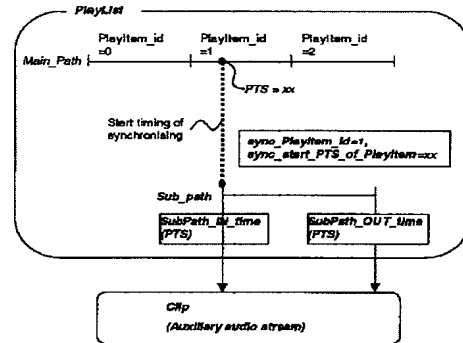 PlayList
PlayItem_id
=0
PlayItem_id
=1
PlayItem_id
=2
Main_Path
PTS = xx
Start timing of
synchronising
sync_PlayItem_id=1,
sync_start_PTS_of_PlayItem=xx
Sub_path
SubPath_IN_time
(PTS)
SubPath_OUT_time
(PTS)
Clip
(Auxiliary audio stream)